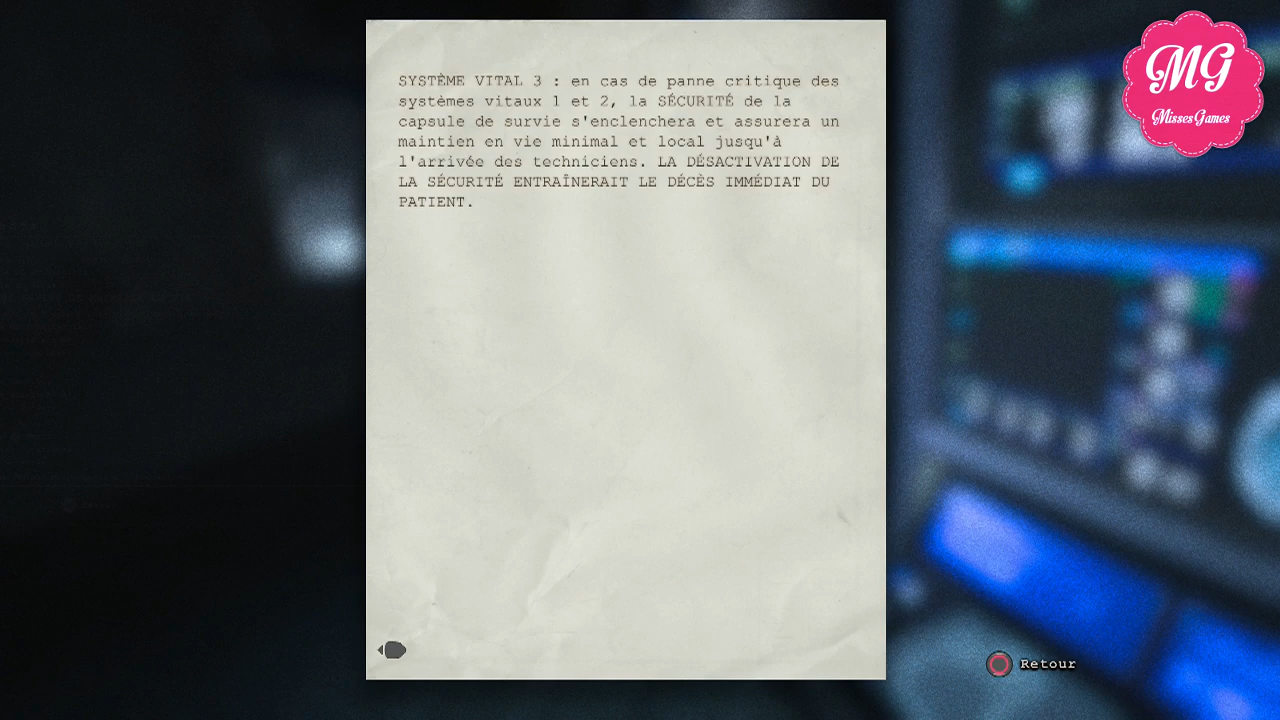 SYSTÈME VITAL 3 : en cas de panne critique des
systèmes vitaux 1 et 2, la SÉCURITÉ de la
capsule de survie s'enclenchera et assurera un
maintien en vie minimal et local jusqu'à
l'arrivée des techniciens. LA DÉSACTIVATION DE
LA SÉCURITÉ ENTRAÎNERAIT LE DÉCÈS IMMÉDIAT DU
PATIENT.
MG
Misses Games
Retour